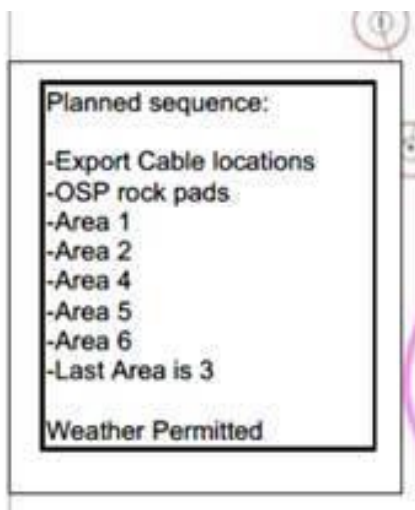 Planned sequence:
-Export Cable locations
-OSP rock pads
-Area 1
-Area 2
-Area 4
-Area 5
-Area 6
-Last Area is 3
Weather Permitted